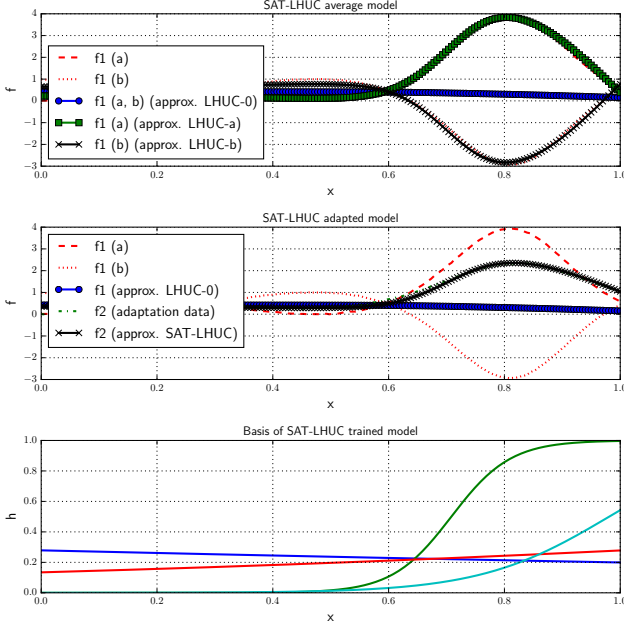 SAT-LHUC average model
4
3
2
1
0
−1
−2
−3
f
f1 (a)
f1 (b)
f1 (a, b) (approx. LHUC-0)
f1 (a) (approx. LHUC-a)
f1 (b) (approx. LHUC-b)
0.0 0.2 0.4 0.6 0.8 1.0
x
SAT-LHUC adapted model
4
3
2
1
0
−1
−2
−3
f
f1 (a)
f1 (b)
f1 (approx. LHUC-0)
f2 (adaptation data)
f2 (approx. SAT-LHUC)
0.0 0.2 0.4 0.6 0.8 1.0
x
Basis of SAT-LHUC trained model
1.0
0.8
0.6
0.4
0.2
0.0
h
0.0 0.2 0.4 0.6 0.8 1.0
x